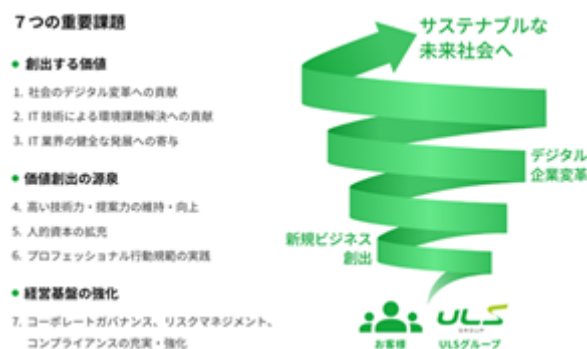 7つの重要課題
● 創出する価値
1. 社会のデジタル変革への貢献
2. IT技術による環境課題解決への貢献
3. IT業界の健全な発展への寄与
● 価値創出の源泉
4. 高い技術力・提案力の維持・向上
5. 人的資本の拡充
6. プロフェッショナル行動規範の実践
● 経営基盤の強化
7. コーポレートガバナンス、リスクマネジメント、
コンプライアンスの充実・強化
サステナブルな
未来社会へ
デジタル
企業変革
新規ビジネス
創出
お客様
ULS
ULSグループ